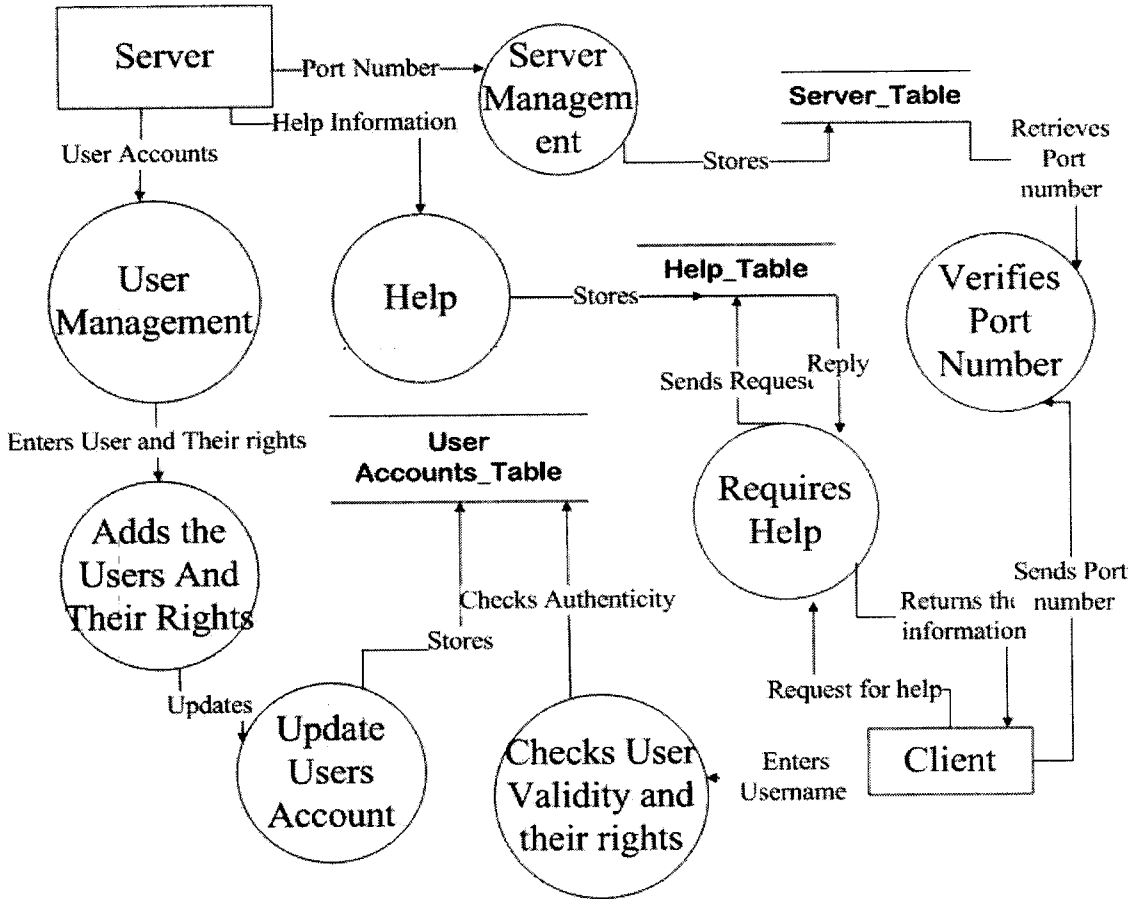 Server
Port Number
Help Information
User Accounts
Server
Managem
ent
Server_Table
Stores
Retrieves
Port
number
User
Management
Help
Stores
Help_Table
Verifies
Port
Number
Sends Request
Reply
Enters User and Their rights
User
Accounts_Table
Requires
Help
Adds the
Users And
Their Rights
Checks Authenticity
Stores
Updates
Update
Users
Account
Checks User
Validity and
their rights
Enters
Username
Request for help
Returns the
information
Sends Port
number
Client